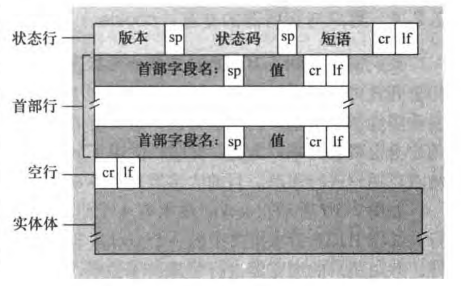 状态行 版本 sp 状态码 sp 短语 cr lf
首部字段名: sp 值 cr lf
首部行
首部字段名: sp 值 cr lf
空行 cr lf
实体体